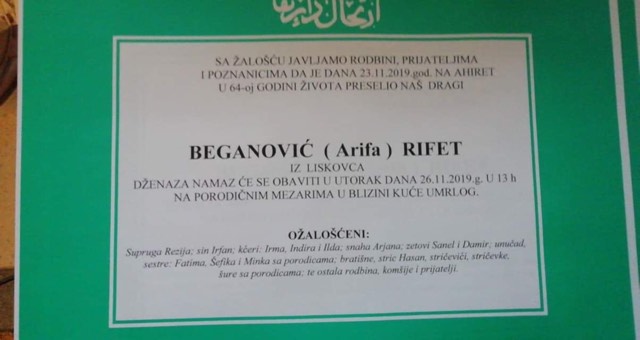 SA ŽALOŠĆU JAVLJAMO RODBINI, PRIJATELJIMA
I POZNANICIMA DA JE DANA 23.11.2019.god. NA AHIRET
U 64-oj GODINI ŽIVOTA PRESELIO NAŠ DRAGI
BEGANOVIĆ ( Arifa ) RIFET
IZ LISKOVCA
DŽENAZA NAMAZ ĆE SE OBAVITI U UTORAK DANA 26.11.2019.g. U 13 h
NA PORODIČNIM MEZARIMA U BLIZINI KUĆE UMRLOG.
OŽALOŠĆENI:
Supruga Rezija; sin Irfan; kčeri: Irma, Indira i Ilda; snaha Arjana; zetovi Sanel i Damir; unučad,
sestre: Fatima, Šefika i Minka sa porodicama; bratišne, stric Hasan, stričevići, stričevke,
šure sa porodicama; te ostala rodbina, komšije i prijatelji.